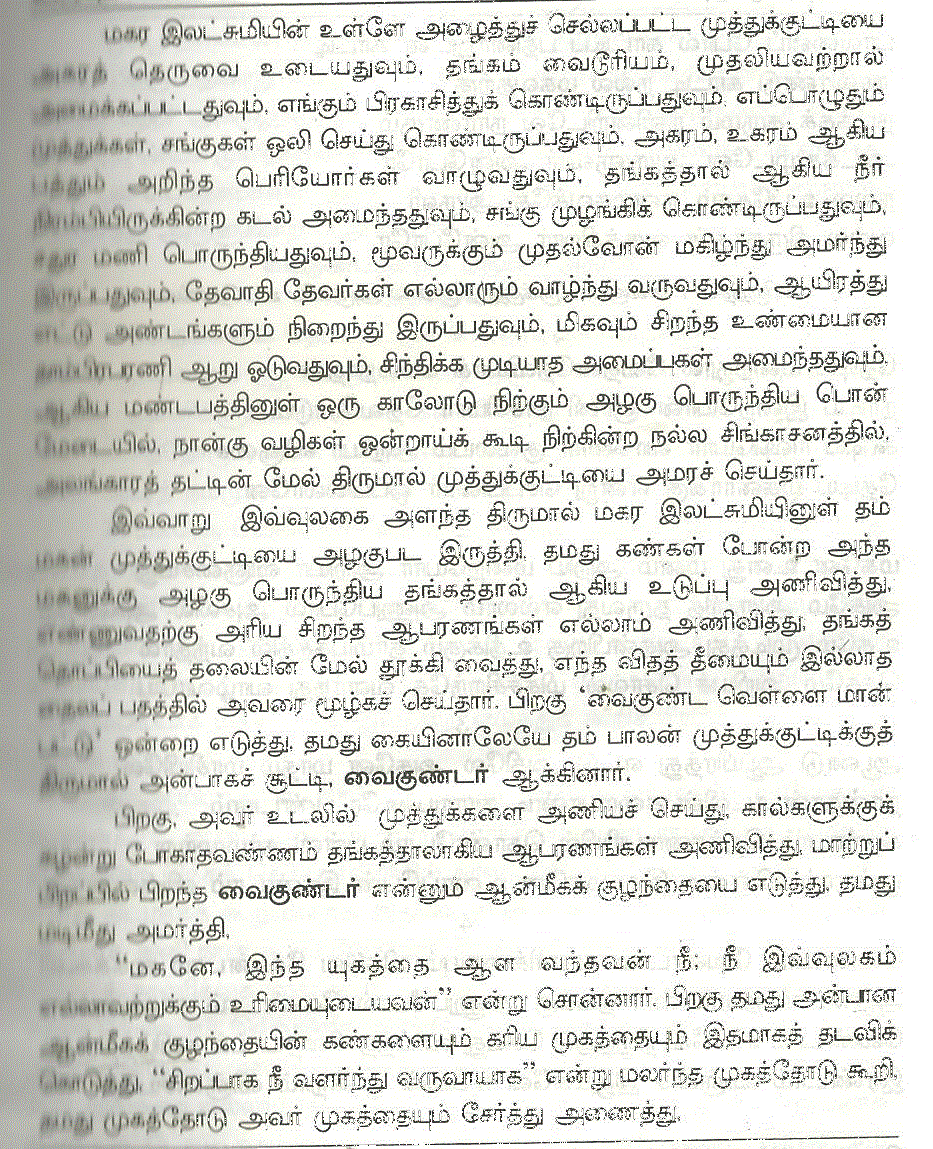 மகர இலட்சுமியின் உள்ளே அழைத்துச் செல்லப்பட்ட முத்துக்குட்டியை
அகரத் தெருவை உடையதுவும், தங்கம் வைடூரியம், முதலியவற்றால்
அமைக்கப்பட்டதுவும், எங்கும் பிரகாசித்துக் கொண்டிருப்பதுவும், எப்பொழுதும்
முத்துக்கள், சங்குகள் ஒலி செய்து கொண்டிருப்பதுவும், அகரம், உகரம் ஆகிய
பத்தும் அறிந்த பெரியோர்கள் வாழுவதுவும், தங்கத்தால் ஆகிய நீர்
நிரம்பியிருக்கின்ற கடல் அமைந்ததுவும், சங்கு முழங்கிக் கொண்டிருப்பதுவும்,
சதுர மணி பொருந்தியதுவும், மூவருக்கும் முதல்வோன் மகிழ்ந்து அமர்ந்து
இருப்பதுவும், தேவாதி தேவர்கள் எல்லாரும் வாழ்ந்து வருவதுவும், ஆயிரத்து
எட்டு அண்டங்களும் நிறைந்து இருப்பதுவும், மிகவும் சிறந்த உண்மையான
தாம்பிரபரணி ஆறு ஓடுவதுவும், சிந்திக்க முடியாத அமைப்புகள் அமைந்ததுவும்,
ஆகிய மண்டபத்தினுள் ஒரு காலோடு நிற்கும் அழகு பொருந்திய பொன்
மேடையில், நான்கு வழிகள் ஒன்றாய்க் கூடி நிற்கின்ற நல்ல சிங்காசனத்தில்,
அலங்காரத் தட்டின் மேல் திருமால் முத்துக்குட்டியை அமரச் செய்தார்.
இவ்வாறு இவ்வுலகை அளந்த திருமால் மகர இலட்சுமியினுள் தம்
மகன் முத்துக்குட்டியை அழகுபட இருத்தி, தமது கண்கள் போன்ற அந்த
மகனுக்கு அழகு பொருந்திய தங்கத்தால் ஆகிய உடுப்பு அணிவித்து,
எண்ணுவதற்கு அரிய சிறந்த ஆபரணங்கள் எல்லாம் அணிவித்து, தங்கத்
தொப்பியைத் தலையின் மேல் தூக்கி வைத்து, எந்த விதத் தீமையும் இல்லாத
தைலப் பதத்தில் அவரை மூழ்கச் செய்தார். பிறகு ‘வைகுண்ட வெள்ளை மான்
பட்டு’ ஒன்றை எடுத்து, தமது கையினாலேயே தம் பாலன் முத்துக்குட்டிக்குத்
திருமால் அன்பாகச் சூட்டி, வைகுண்டர் ஆக்கினார்.
பிறகு, அவர் உடலில் முத்துக்களை அணியச் செய்து, கால்களுக்குக்
கழன்று போகாதவண்ணம் தங்கத்தாலாகிய ஆபரணங்கள் அணிவித்து, மாற்றுப்
பிறப்பில் பிறந்த வைகுண்டர் என்னும் ஆன்மீகக் குழந்தையை எடுத்து, தமது
மடிமீது அமர்த்தி,
“மகனே, இந்த யுகத்தை ஆள வந்தவன் நீ; நீ இவ்வுலகம்
எல்லாவற்றுக்கும் உரிமையுடையவன்” என்று சொன்னார். பிறகு தமது அன்பான
ஆன்மீகக் குழந்தையின் கண்களையும் கரிய முகத்தையும் இதமாகத் தடவிக்
கொடுத்து, “சிறப்பாக நீ வளர்ந்து வருவாயாக” என்று மலர்ந்த முகத்தோடு கூறி,
தமது முகத்தோடு அவர் முகத்தையும் சேர்த்து அணைத்து,